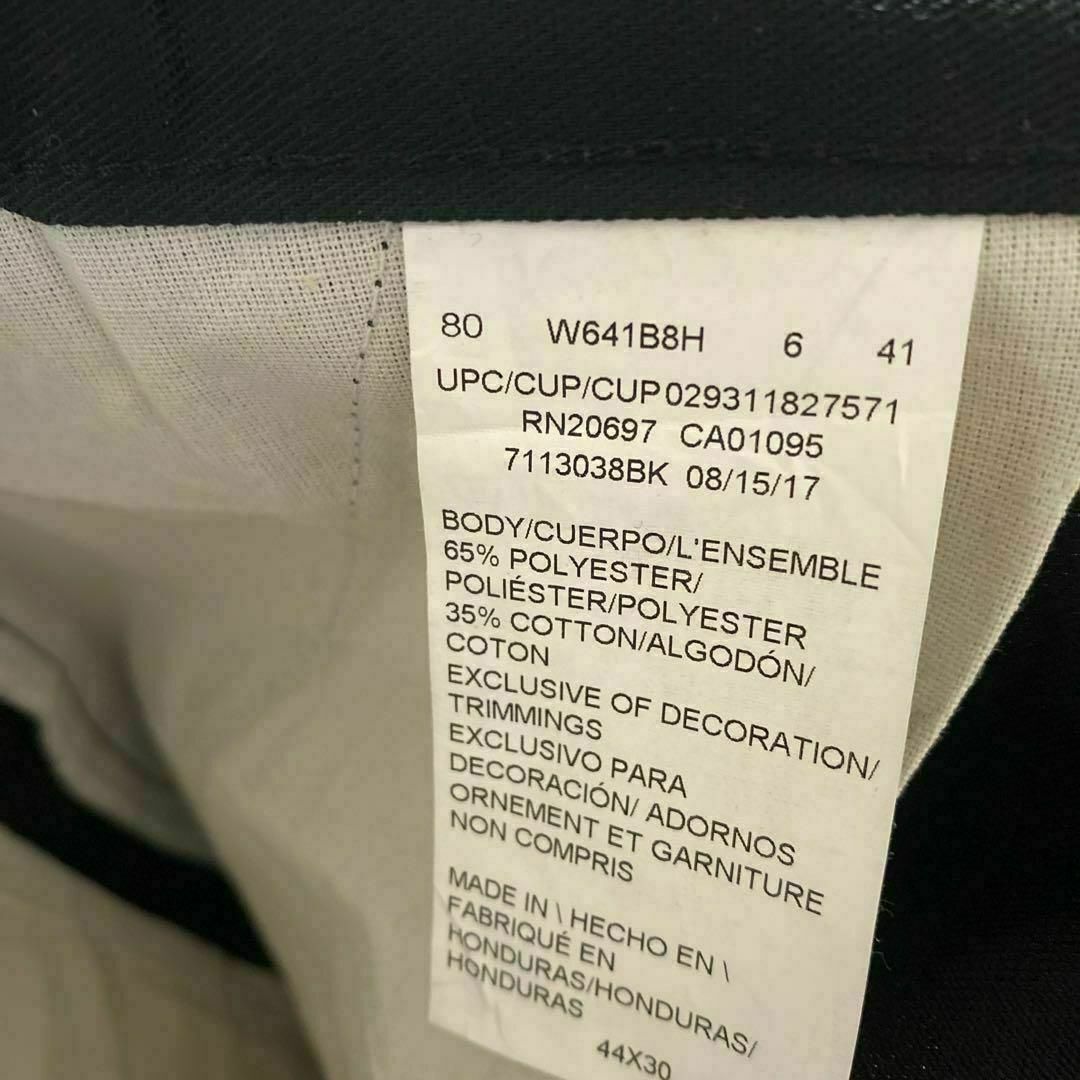 80 W641B8H 6 41
UPC/CUP/CUP 029311827571
RN20697 CA01095
7113038BK 08/15/17
BODY/CUERPO/L'ENSEMBLE
65% POLYESTER/
POLIÉSTER/POLYESTER
35% COTTON/ALGODÓN/
COTON
EXCLUSIVE OF DECORATION/
TRIMMINGS
EXCLUSIVO PARA
DECORACIÓN/ ADORNOS
ORNEMENT ET GARNITURE
NON COMPRIS
MADE IN \ HECHO EN \
FABRIQUÉ EN
HONDURAS/HONDURAS/
HONDURAS
44X30